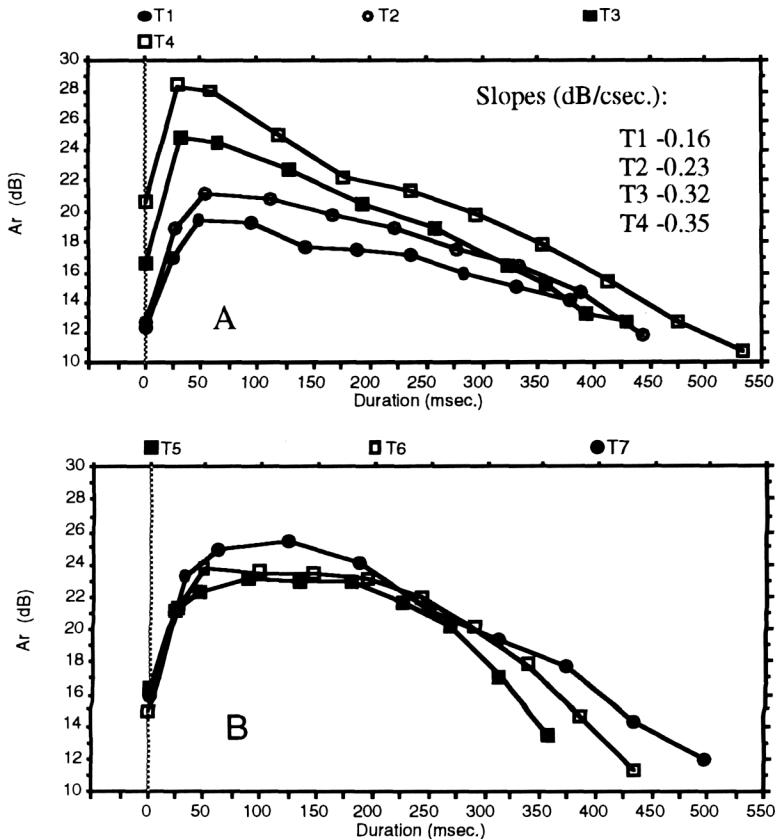 T1 T2 T3
T4
30
28
26
24
22
20
18
16
14
12
10
Ar (dB)
Slopes (dB/csec.):
T1 -0.16
T2 -0.23
T3 -0.32
T4 -0.35
A
0 50 100 150 200 250 300 350 400 450 500 550
Duration (msec.)
T5 T6 T7
30
28
26
24
22
20
18
16
14
12
10
Ar (dB)
B
0 50 100 150 200 250 300 350 400 450 500 550
Duration (msec.)